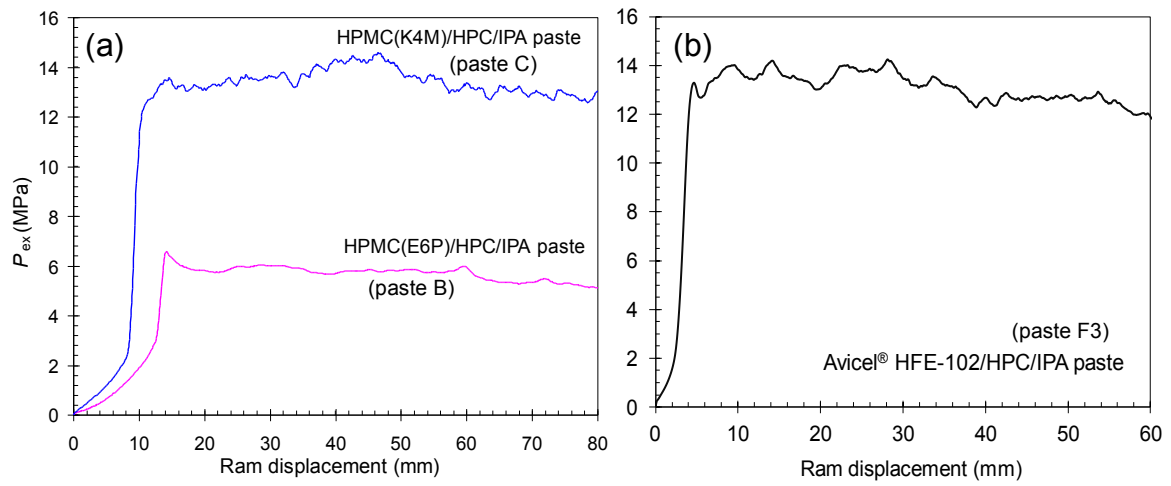 (a)
HPMC(K4M)/HPC/IPA paste
(paste C)
HPMC(E6P)/HPC/IPA paste
(paste B)
P_ex (MPa)
16
14
12
10
8
6
4
2
0
0 10 20 30 40 50 60 70 80
Ram displacement (mm)
(b)
(paste F3)
Avicel® HFE-102/HPC/IPA paste
16
14
12
10
8
6
4
2
0
0 10 20 30 40 50 60
Ram displacement (mm)